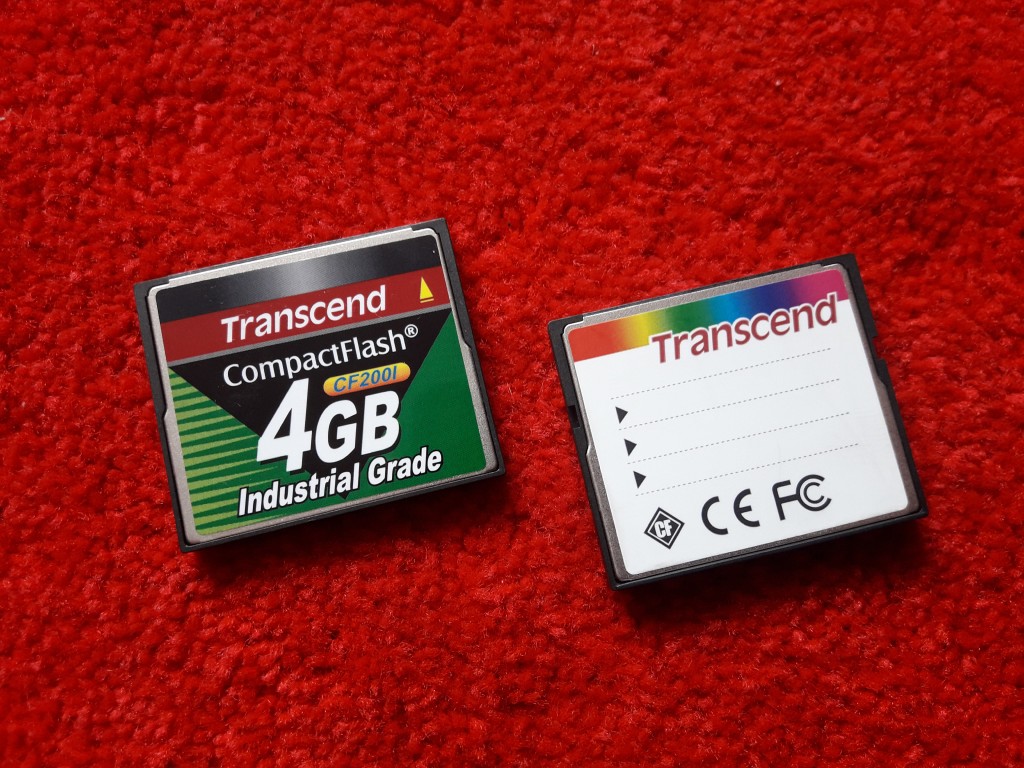 Transcend
CompactFlash®
CF200I
4GB
Industrial Grade
Transcend
CF CE FC